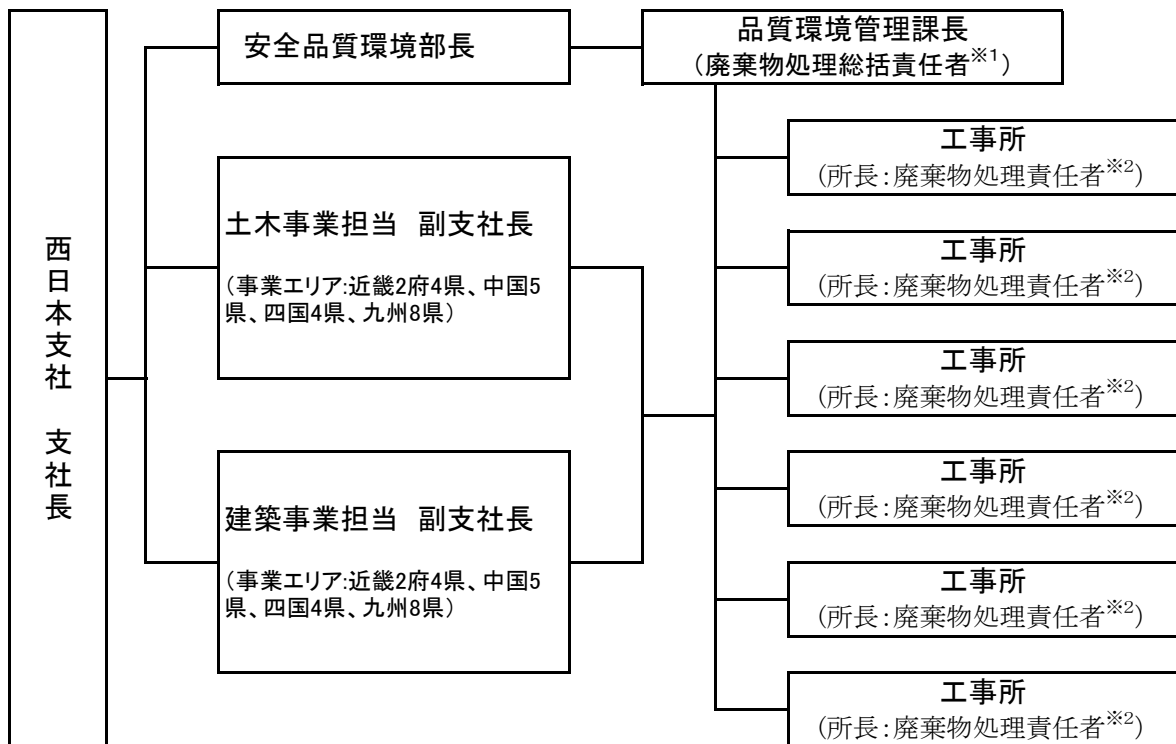 西日本支社　支社長
安全品質環境部長
品質環境管理課長
（廃棄物処理総括責任者※1）
土木事業担当　副支社長
（事業エリア:近畿2府4県、中国5
県、四国4県、九州8県）
建築事業担当　副支社長
（事業エリア:近畿2府4県、中国5
県、四国4県、九州8県）
工事所
（所長：廃棄物処理責任者※2）
工事所
（所長：廃棄物処理責任者※2）
工事所
（所長：廃棄物処理責任者※2）
工事所
（所長：廃棄物処理責任者※2）
工事所
（所長：廃棄物処理責任者※2）
工事所
（所長：廃棄物処理責任者※2）